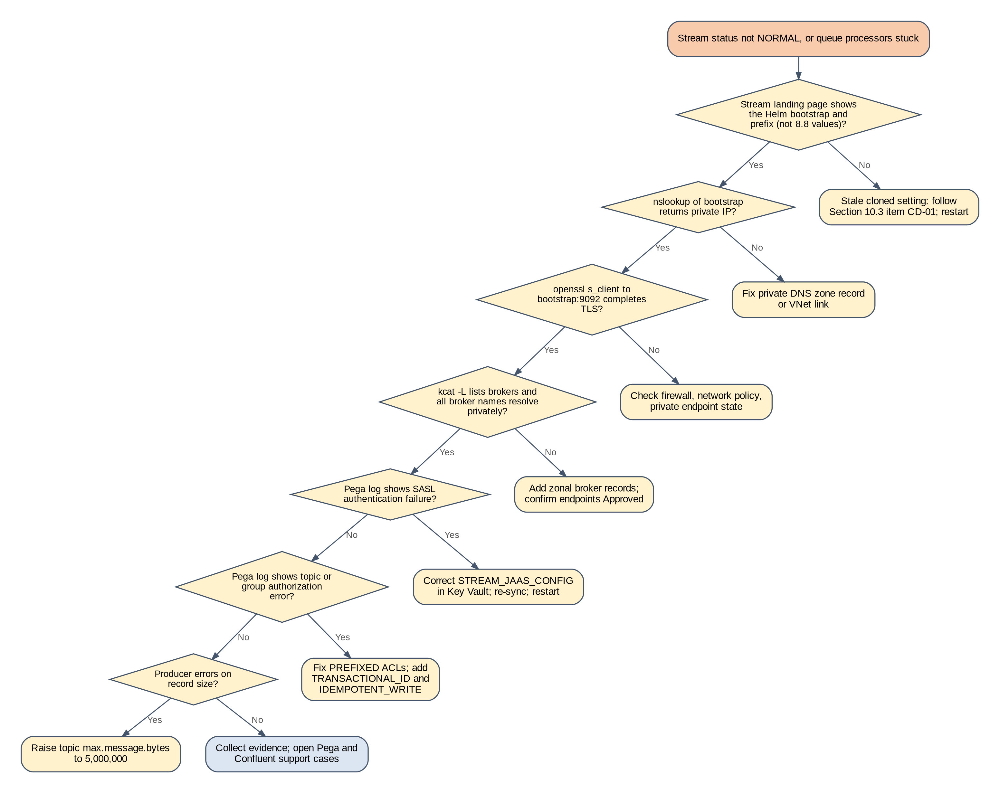 Stream status not NORMAL, or queue processors stuck
Stream landing page shows
the Helm bootstrap and
prefix (not 8.8 values)?
Yes
No
nslookup of bootstrap
returns private IP?
Stale cloned setting: follow
Section 10.3 item CD-01; restart
Yes
No
openssl s_client to
bootstrap:9092 completes
TLS?
Fix private DNS zone record
or VNet link
Yes
No
kcat -L lists brokers and
all broker names resolve
privately?
Check firewall, network policy,
private endpoint state
Yes
No
Pega log shows SASL
authentication failure?
Add zonal broker records;
confirm endpoints Approved
No
Yes
Pega log shows topic or
group authorization
error?
Correct STREAM_JAAS_CONFIG
in Key Vault; re-sync; restart
No
Yes
Producer errors on
record size?
Fix PREFIXED ACLs; add
TRANSACTIONAL_ID and
IDEMPOTENT_WRITE
Yes
No
Raise topic max.message.bytes
to 5,000,000
Collect evidence; open Pega and
Confluent support cases